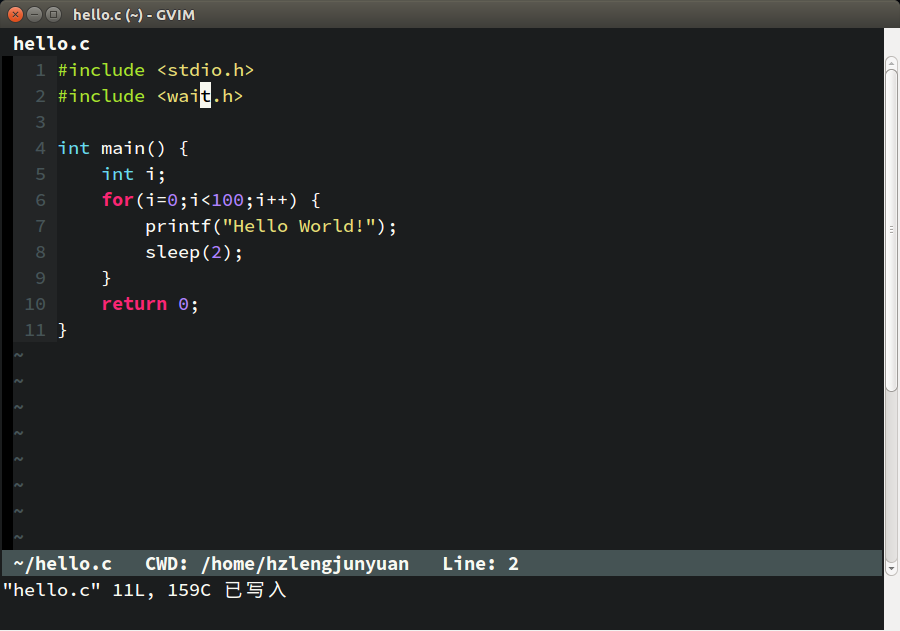 hello.c (~) - GVIM
hello.c
1 #include <stdio.h>
2 #include <wait.h>
3
4 int main() {
5     int i;
6     for(i=0;i<100;i++) {
7         printf("Hello World!");
8         sleep(2);
9     }
10     return 0;
11 }
~
~
~
~
~
~
~
~
~/hello.c   CWD: /home/hzlengjunyuan   Line: 2
"hello.c" 11L, 159C 已写入